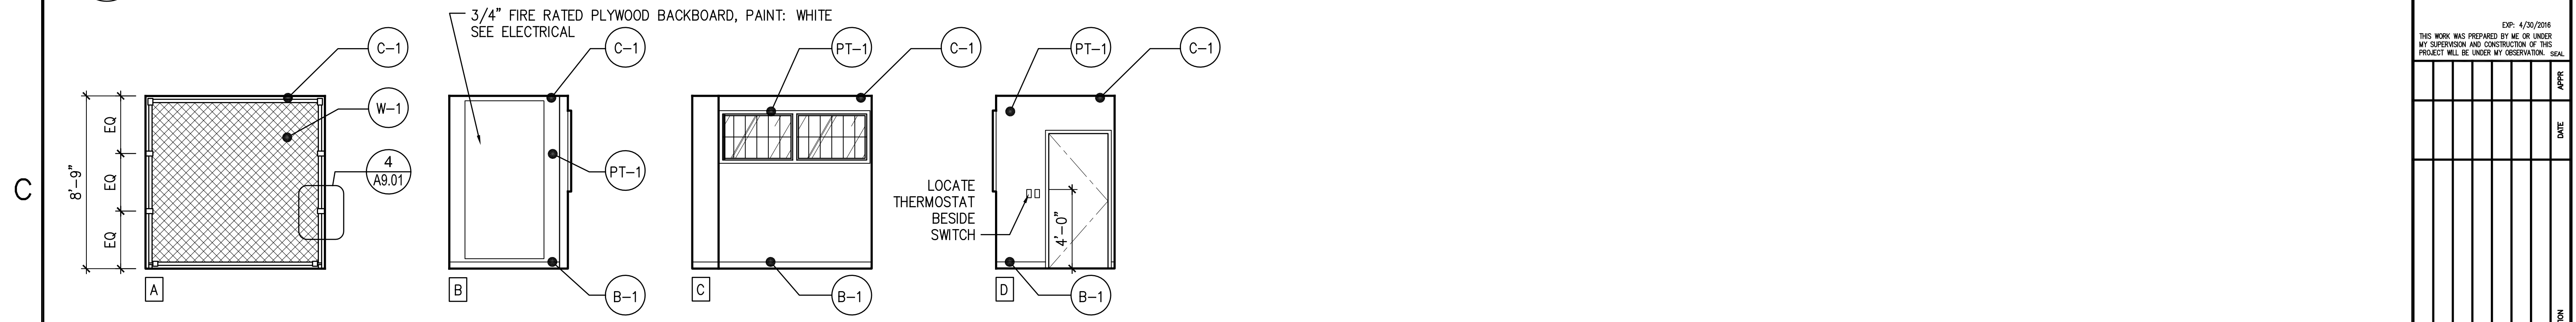 3/4" FIRE RATED PLYWOOD BACKBOARD, PAINT: WHITE
SEE ELECTRICAL
C-1
W-1
4
A9.01
8'-9"
EQ
EQ
EQ
A
C-1
PT-1
B-1
B
PT-1
C-1
B-1
C
PT-1
C-1
LOCATE
THERMOSTAT
BESIDE
SWITCH
4'-0"
B-1
D
C
EXP: 4/30/2016
THIS WORK WAS PREPARED BY ME OR UNDER
MY SUPERVISION AND CONSTRUCTION OF THIS
PROJECT WILL BE UNDER MY OBSERVATION. SEAL
APPR
DATE